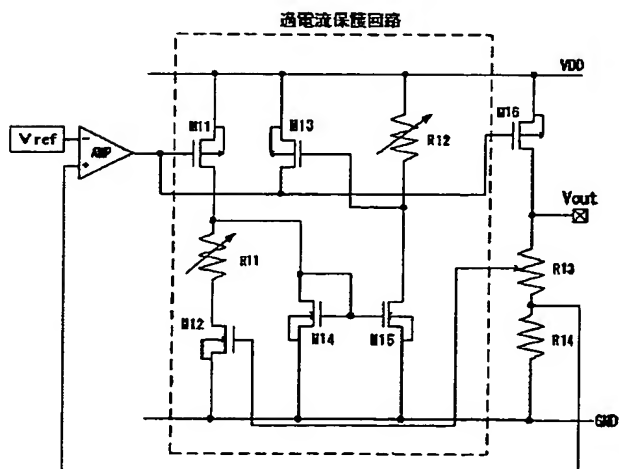 過電流保護回路
VDD
M11
M13
R12
M16
Vref
-
+
AMP
Vout
R11
R13
M12
M14
M15
R14
GND